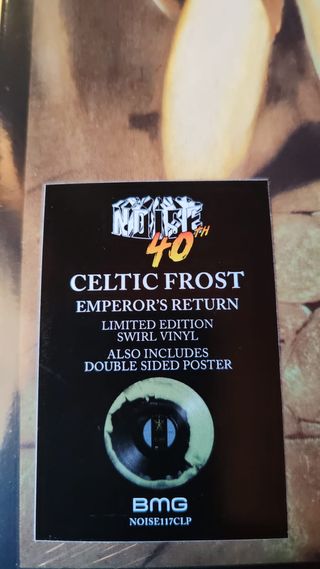 NOISE
40TH
CELTIC FROST
EMPEROR'S RETURN
LIMITED EDITION
SWIRL VINYL
ALSO INCLUDES
DOUBLE SIDED POSTER
BMG
NOISE117CLP